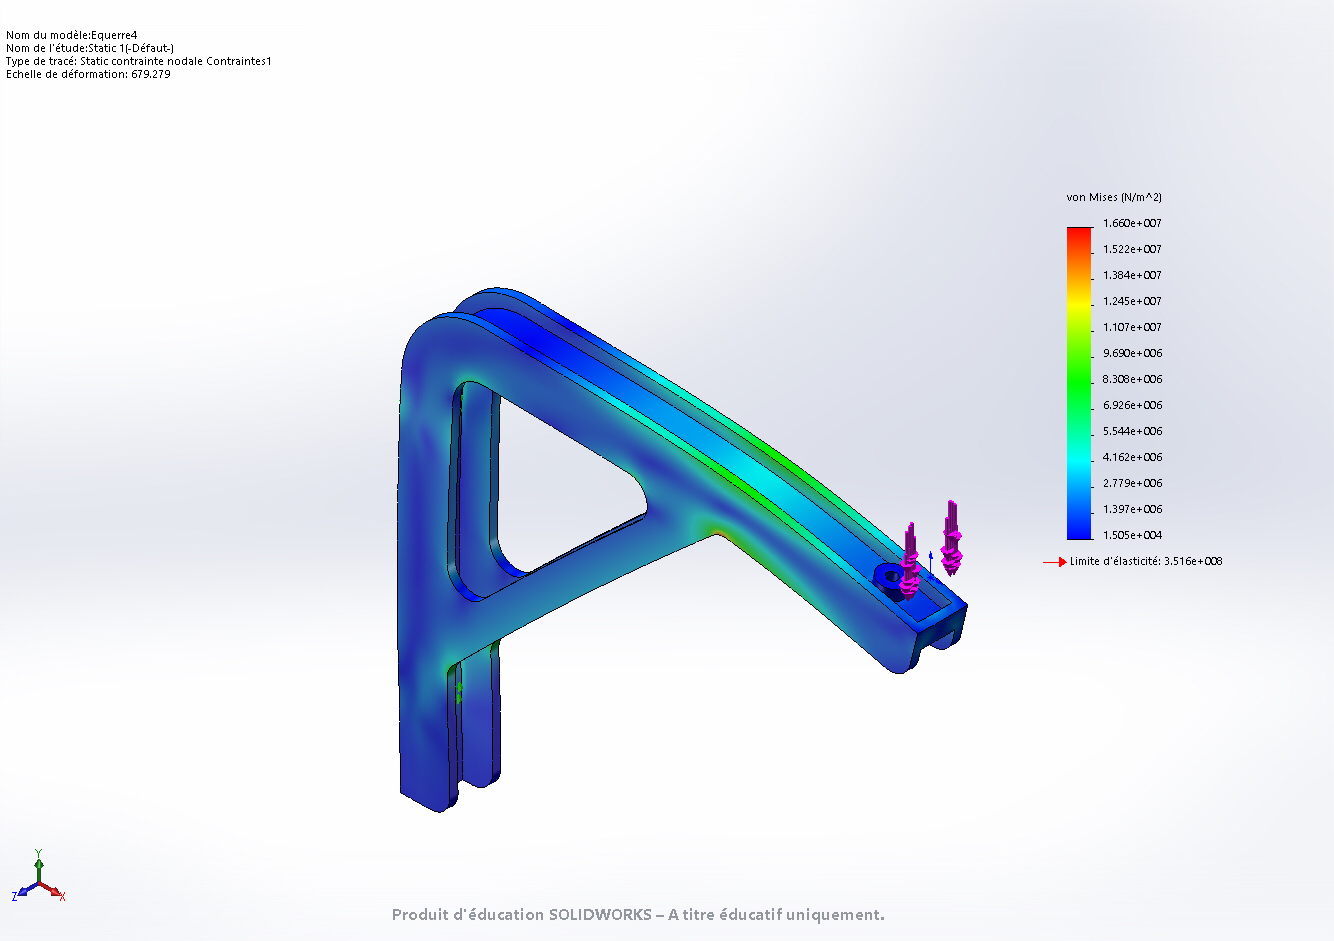 Nom du modèle:Equerre4
Nom de l'étude:Static 1(-Défaut-)
Type de tracé: Static contrainte nodale Contraintes1
Echelle de déformation: 679.279
von Mises (N/m^2)
1.660e+007
1.522e+007
1.384e+007
1.245e+007
1.107e+007
9.690e+006
8.308e+006
6.926e+006
5.544e+006
4.162e+006
2.779e+006
1.397e+006
1.505e+004
Limite d'élasticité: 3.516e+008
Y
Z
X
Produit d'éducation SOLIDWORKS – A titre éducatif uniquement.